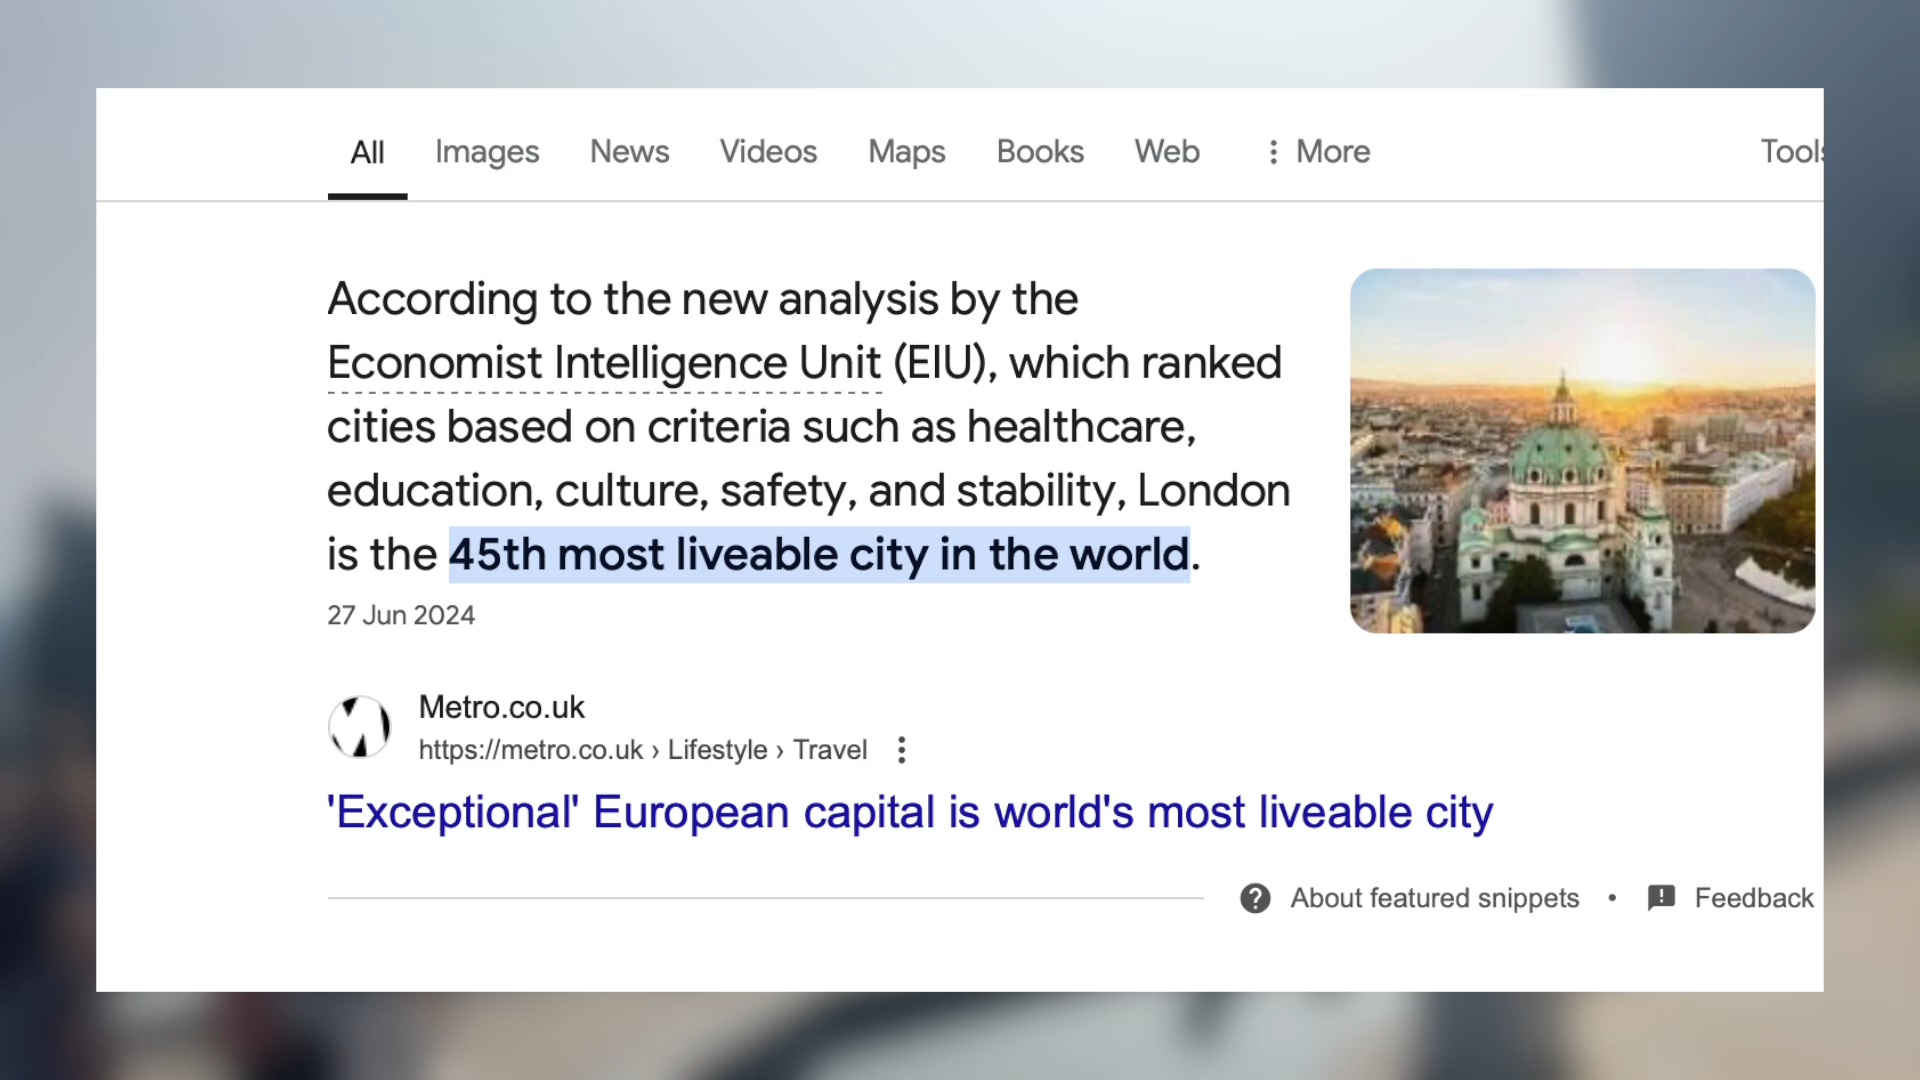 All Images News Videos Maps Books Web More Tools
According to the new analysis by the
Economist Intelligence Unit (EIU), which ranked
cities based on criteria such as healthcare,
education, culture, safety, and stability, London
is the 45th most liveable city in the world.
27 Jun 2024
Metro.co.uk
https://metro.co.uk › Lifestyle › Travel
'Exceptional' European capital is world's most liveable city
About featured snippets • Feedback